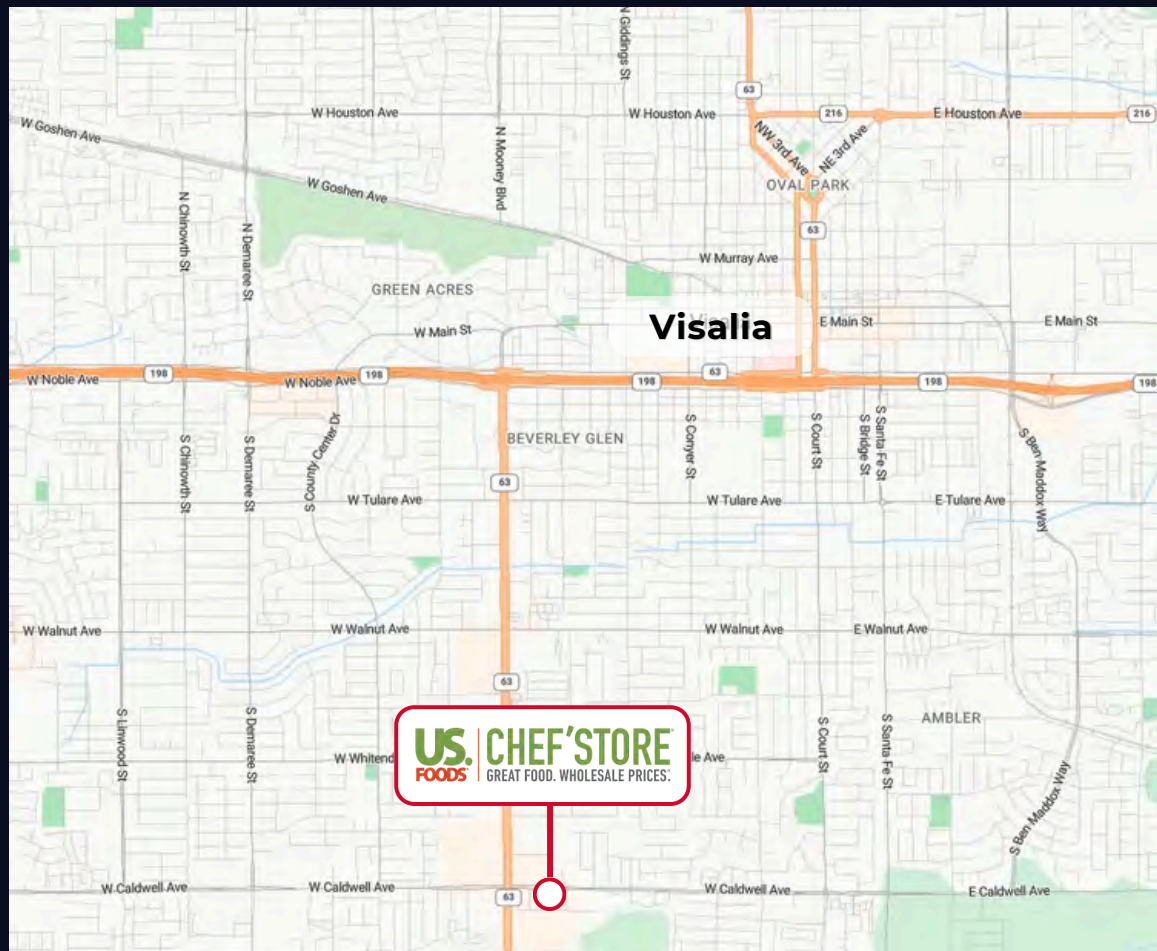 N Giddings St
63
W Houston Ave
W Houston Ave
216
E Houston Ave
216
W Goshen Ave
N Mooney Blvd
NW 3rd Ave
NE 3rd Ave
W Goshen Ave
OVAL PARK
N Chinowth St
N Demaree St
63
W Murray Ave
GREEN ACRES
W Main St
Visalia
E Main St
E Main St
W Noble Ave
198
W Noble Ave
198
198
63
198
198
S Chinowth St
S Demaree St
S County Center Dr
BEVERLEY GLEN
S Conyer St
S Court St
S Bridge St
S Santa Fe St
S Ben Maddox Way
63
W Tulare Ave
W Tulare Ave
E Tulare Ave
W Walnut Ave
W Walnut Ave
W Walnut Ave
E Walnut Ave
63
S Linwood St
S Demaree St
S Court St
S Santa Fe St
AMBLER
W Whitend
le Ave
US.
FOODS
CHEF'STORE
GREAT FOOD. WHOLESALE PRICES.
S Ben Maddox Way
W Caldwell Ave
W Caldwell Ave
63
W Caldwell Ave
E Caldwell Ave